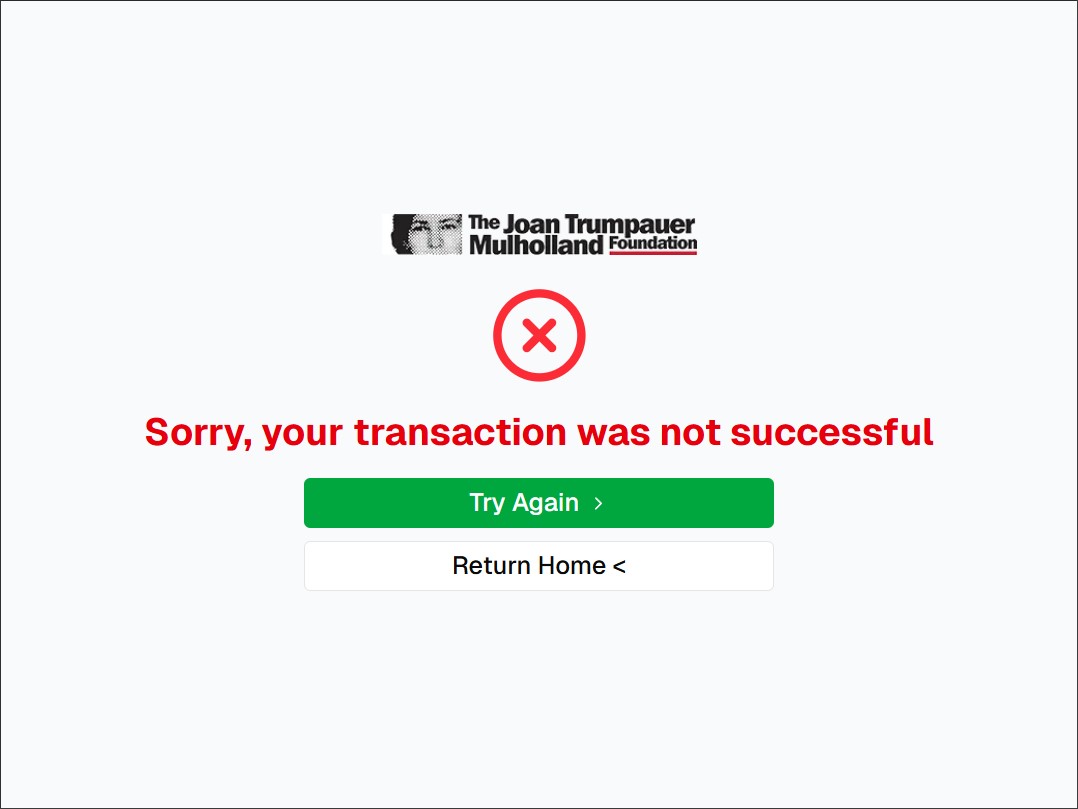 The Joan Trumpauer
Mulholland Foundation
Sorry, your transaction was not successful
Try Again >
Return Home <